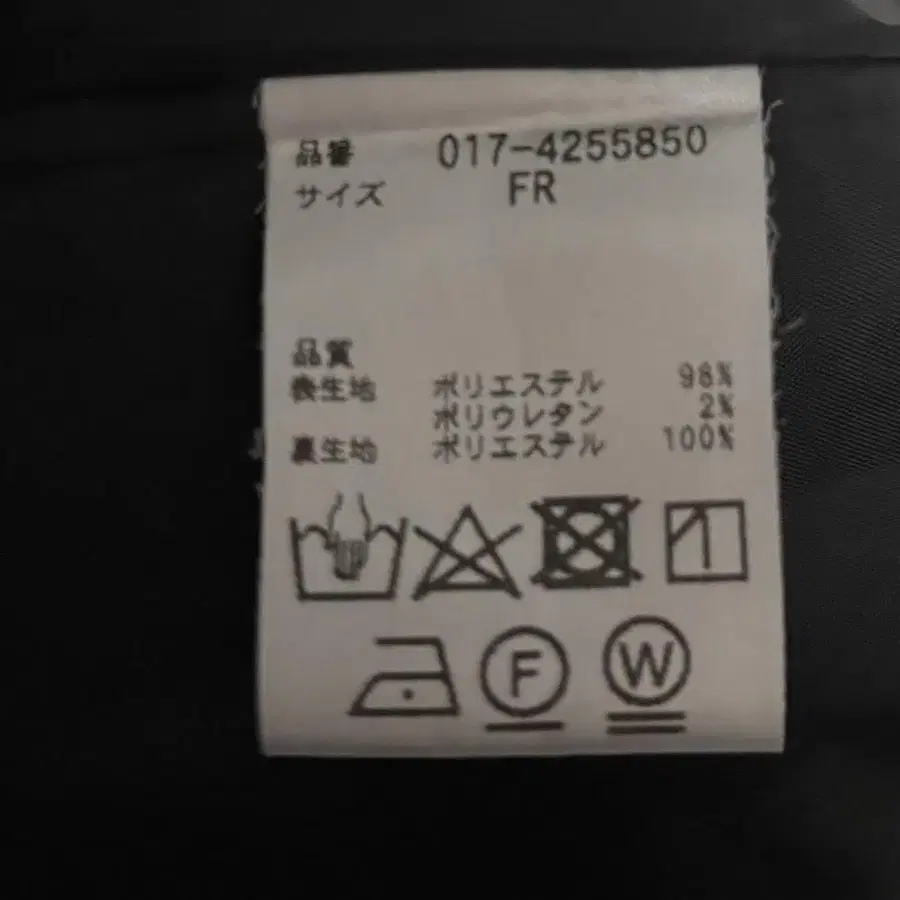 品番 017-4255850
サイズ FR
品質
表生地 ポリエステル 98%
ポリウレタン 2%
裏生地 ポリエステル 100%
F W